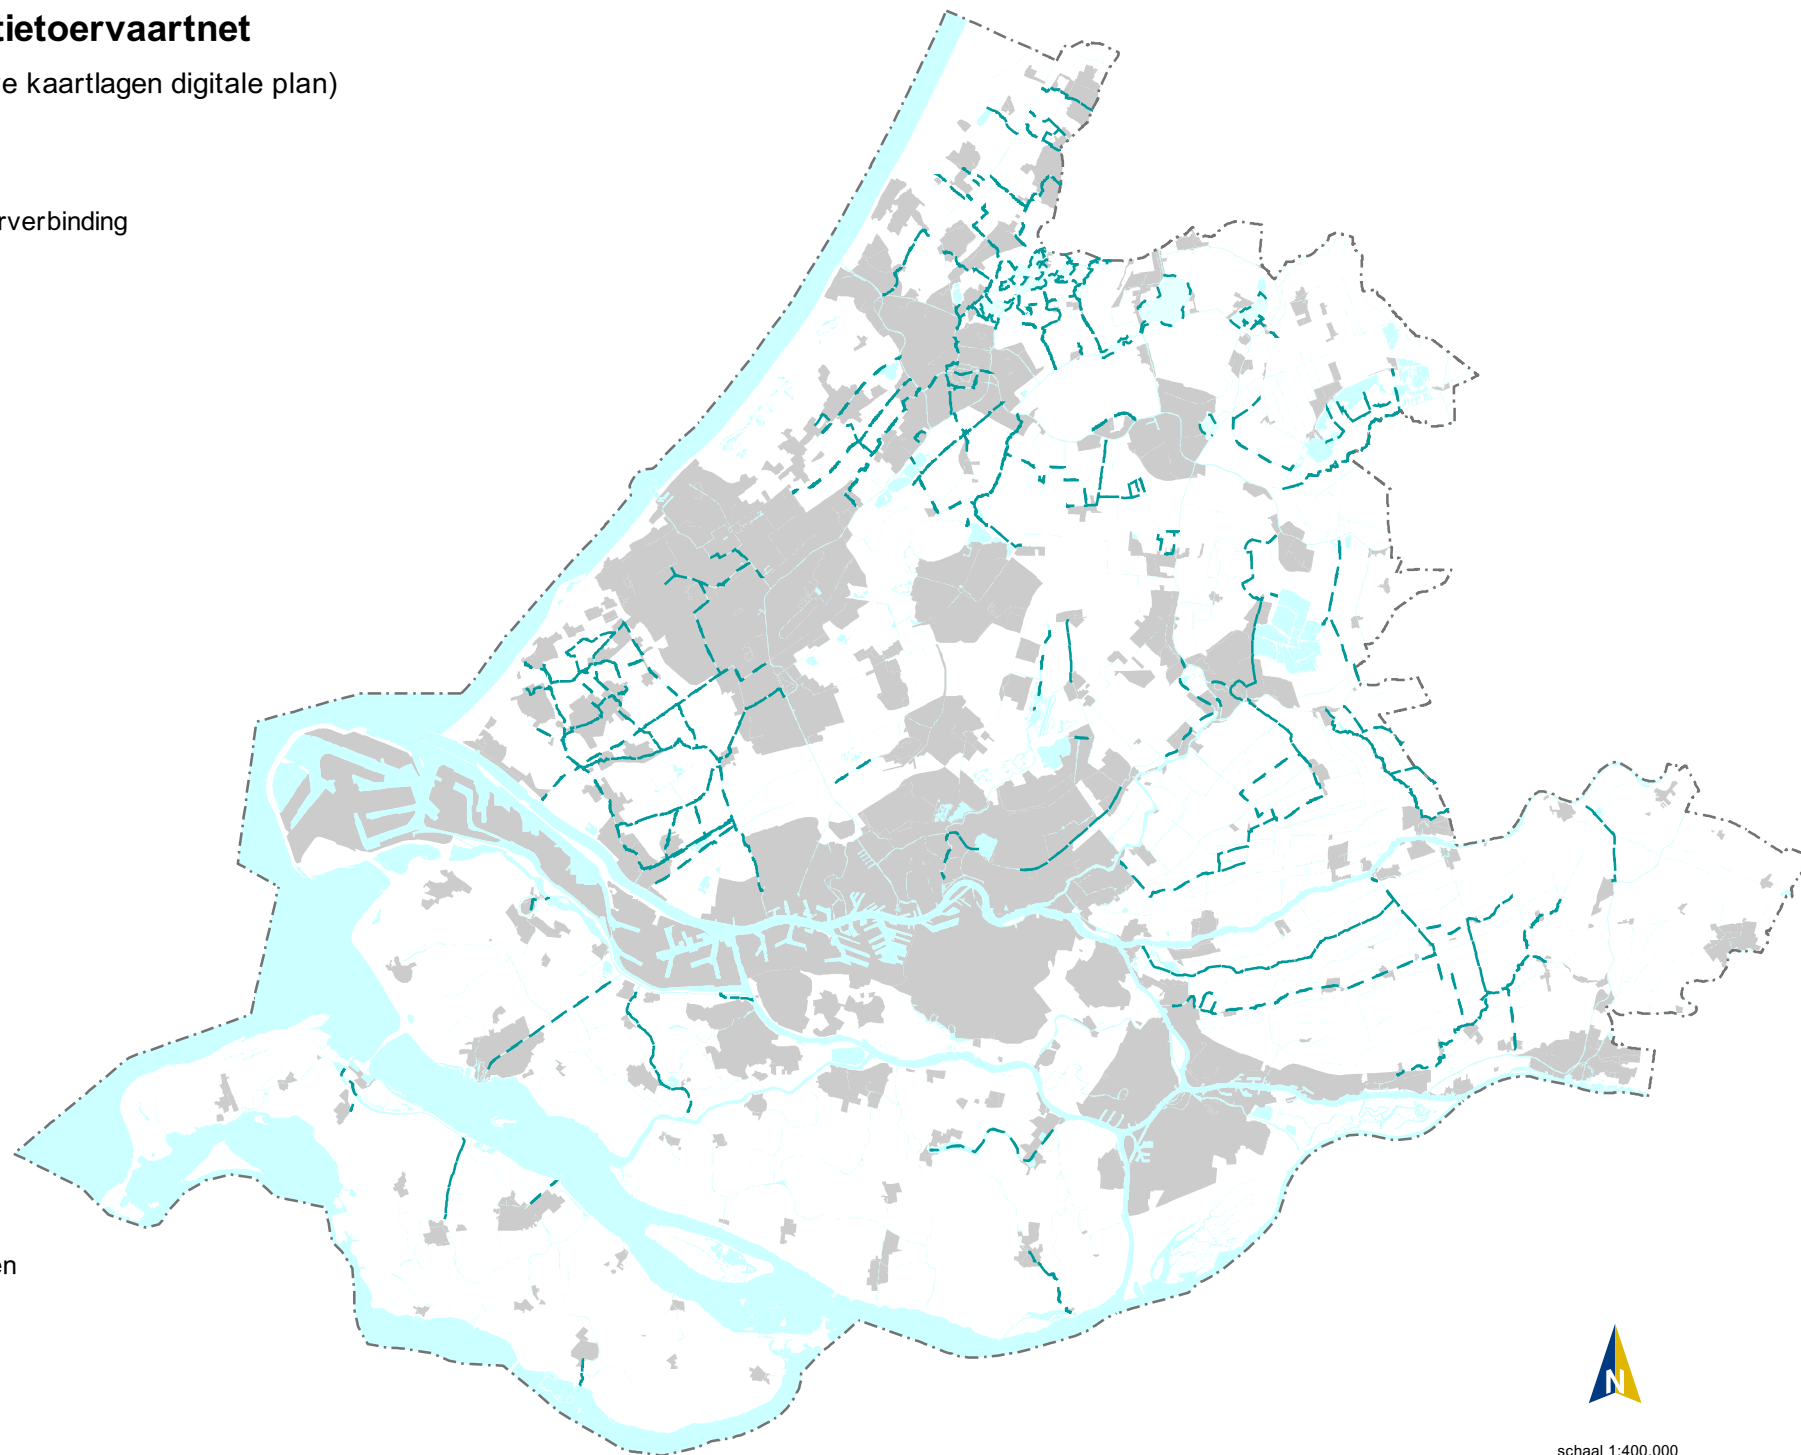 tietoervaartnet
e kaartlagen digitale plan)
rverbinding
en
N
schaal 1:400.000